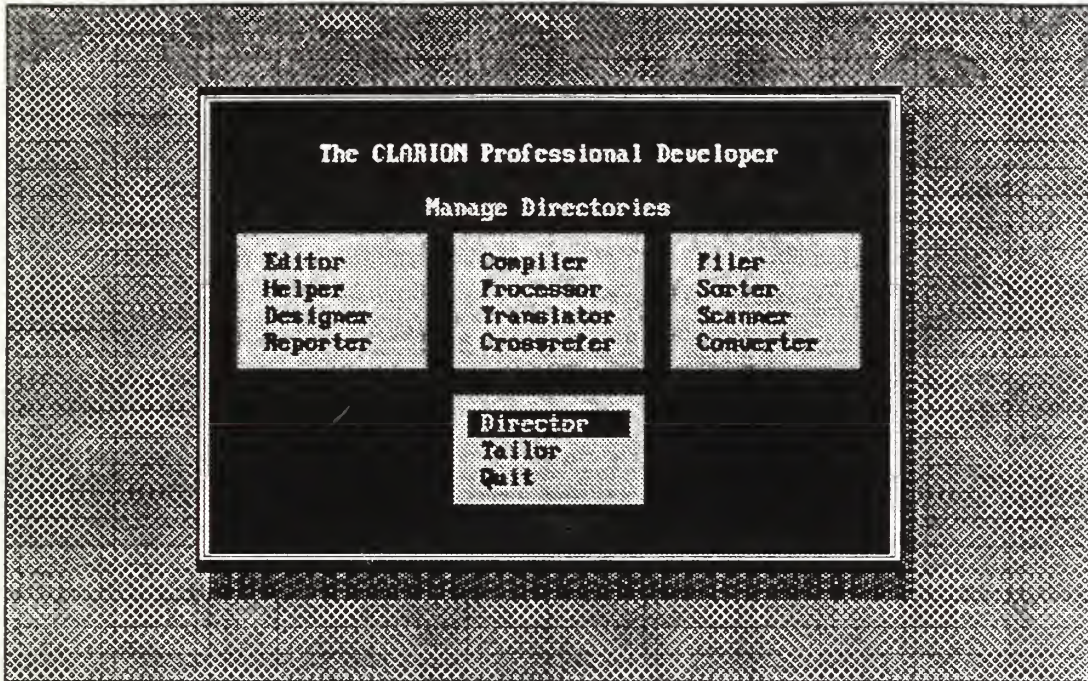 The CLARION Professional Developer
Manage Directories
Editor
Helper
Designer
Reporter
Compiler
Processor
Translator
Crossrefer
Filer
Sorter
Scanner
Converter
Director
Tailor
Quit